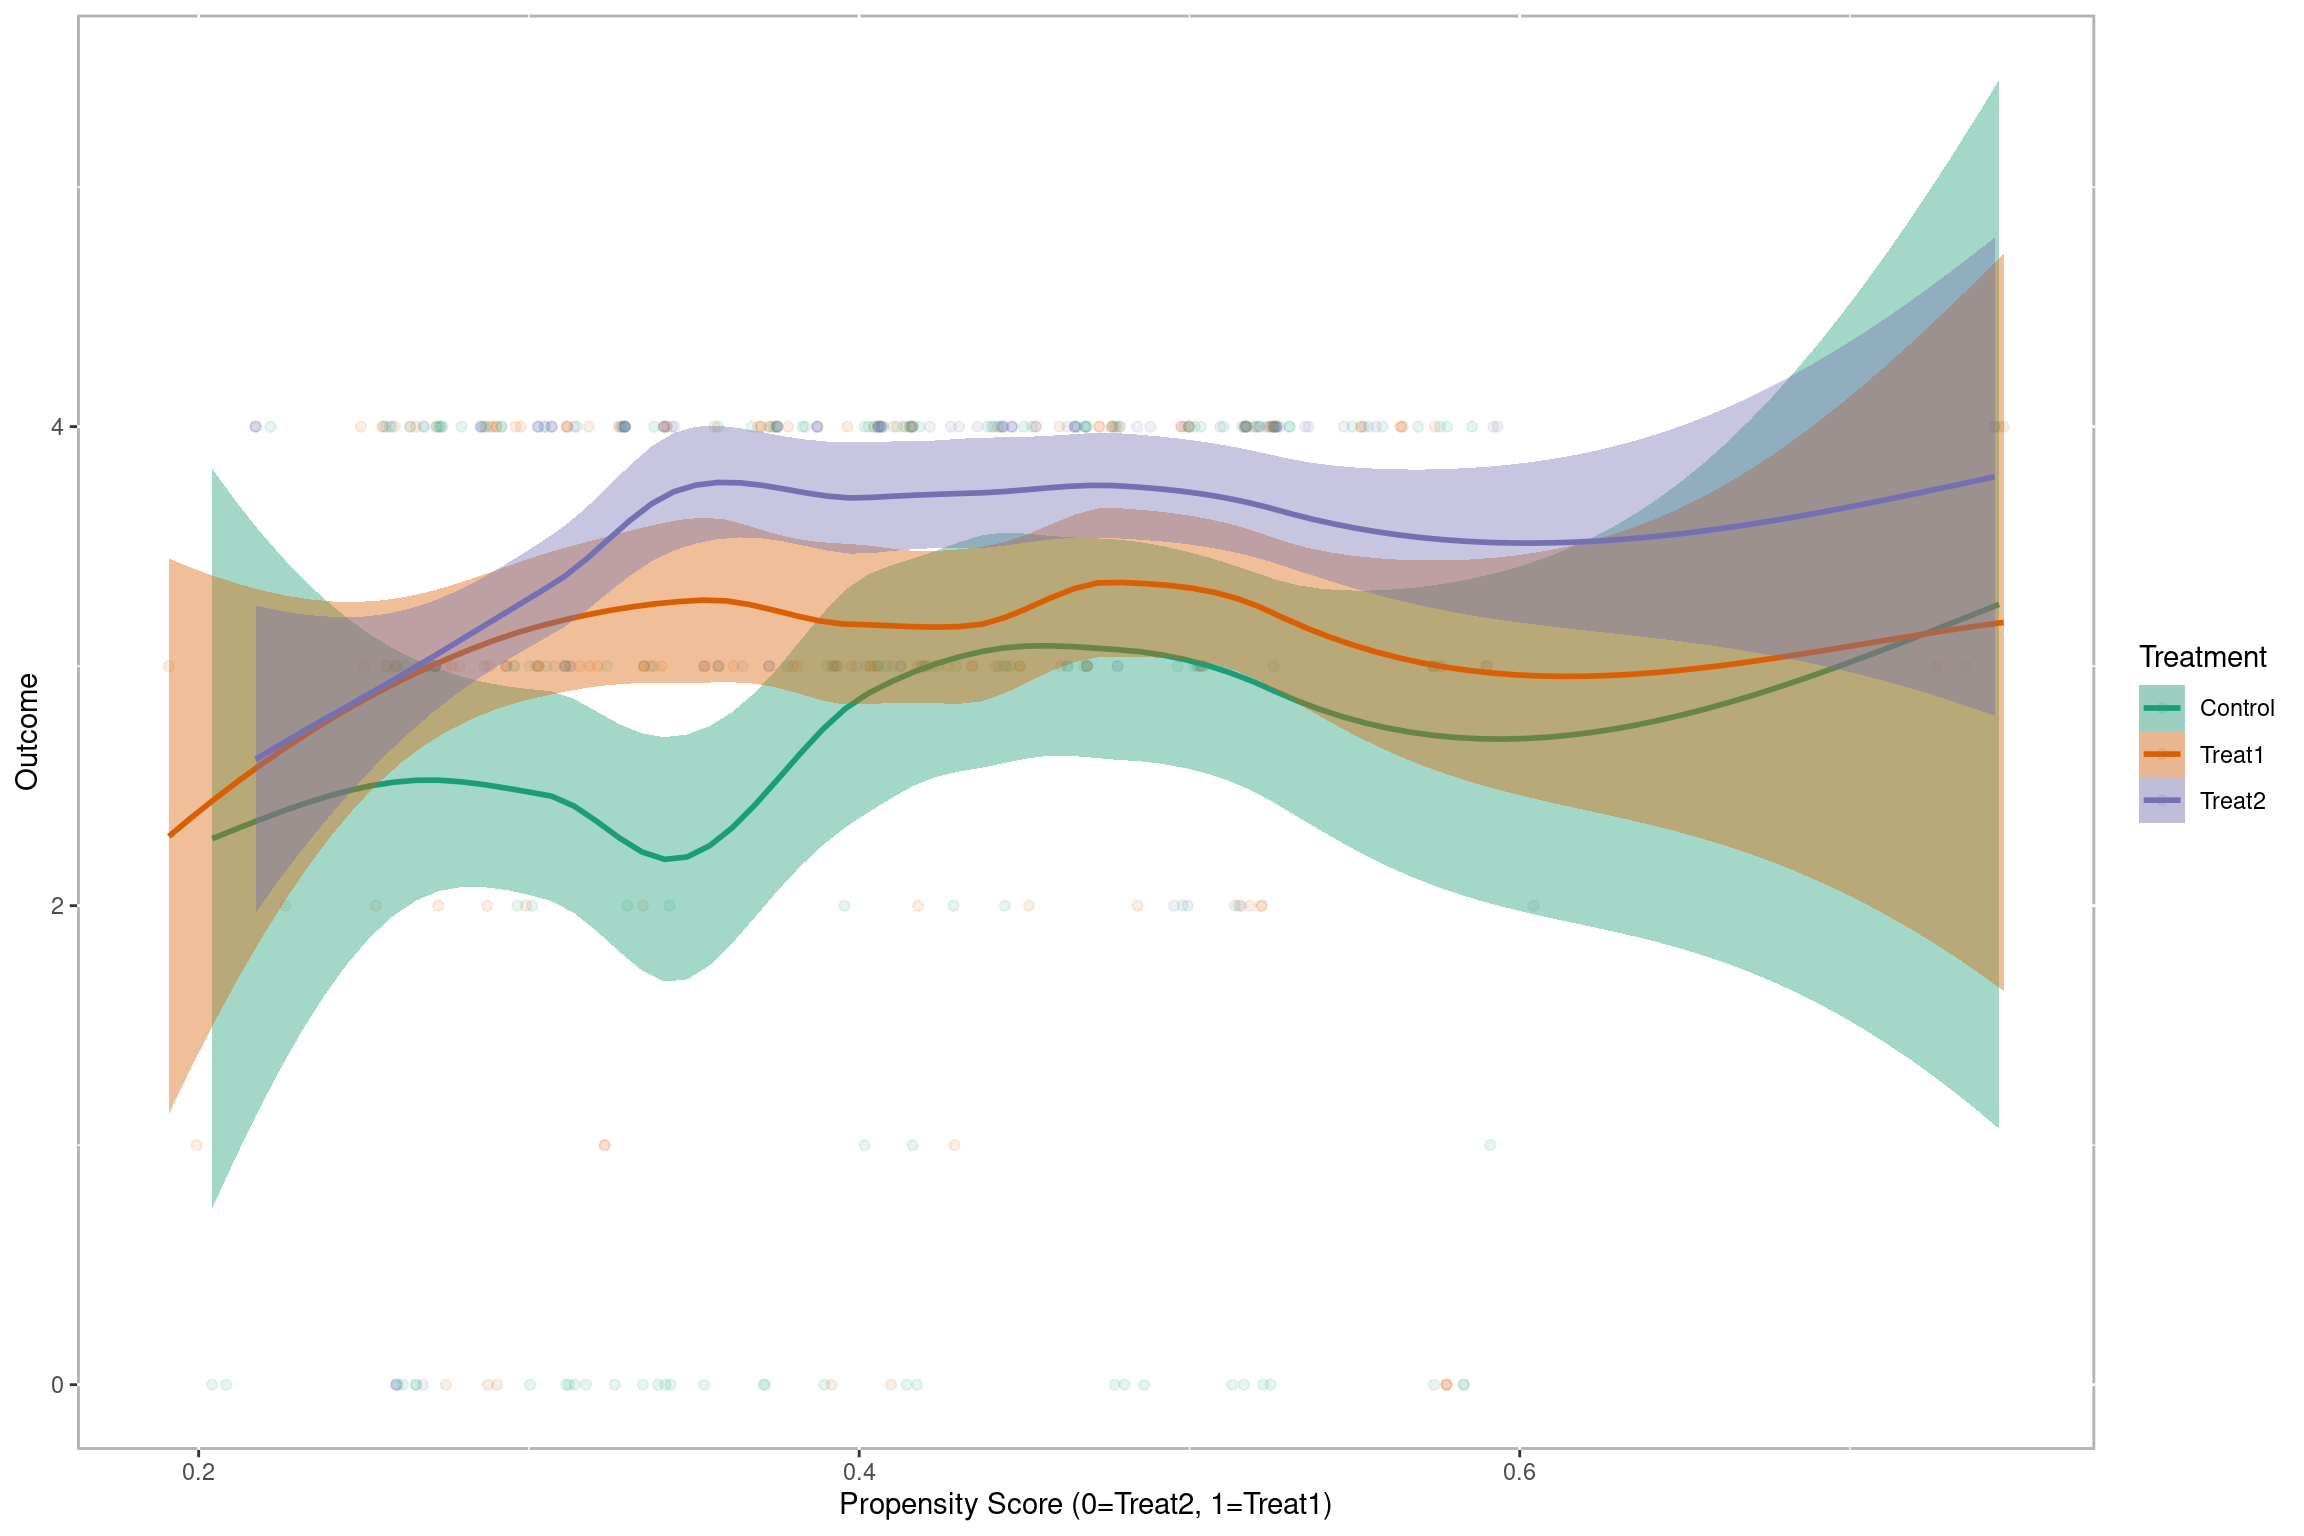 Outcome
4
2
0
0.2
0.4
0.6
Propensity Score (0=Treat2, 1=Treat1)
Treatment
Control
Treat1
Treat2